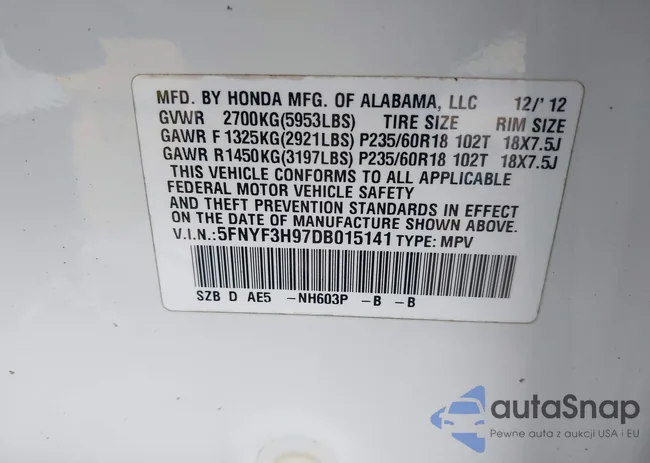 MFD. BY HONDA MFG. OF ALABAMA, LLC 12/'12
GVWR 2700KG(5953LBS) TIRE SIZE RIM SIZE
GAWR F 1325KG(2921LBS) P235/60R18 102T 18X7.5J
GAWR R1450KG(3197LBS) P235/60R18 102T 18X7.5J
THIS VEHICLE CONFORMS TO ALL APPLICABLE
FEDERAL MOTOR VEHICLE SAFETY
AND THEFT PREVENTION STANDARDS IN EFFECT
ON THE DATE OF MANUFACTURE SHOWN ABOVE.
V.I.N.:5FNYF3H97DB015141 TYPE: MPV
SZB D AE5 -NH603P -B -B
autaSnap
Pewne auta z aukcji USA i EU